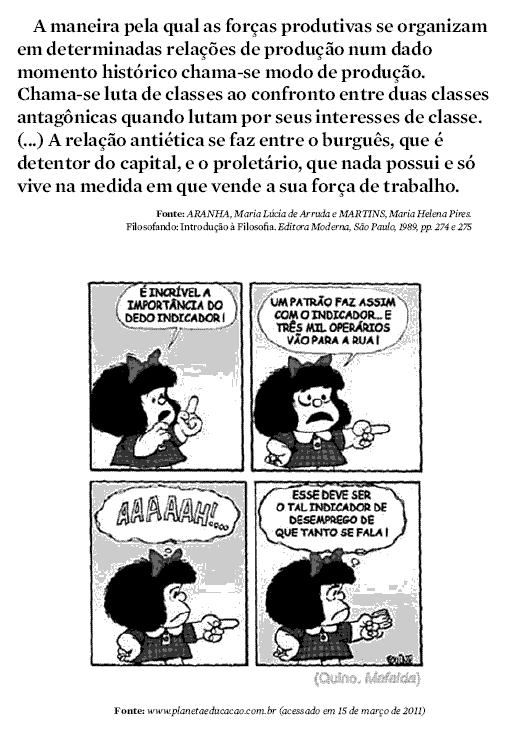 A maneira pela qual as forças produtivas se organizam
em determinadas relações de produção num dado
momento histórico chama-se modo de produção.
Chama-se luta de classes ao confronto entre duas classes
antagônicas quando lutam por seus interesses de classe.
(...) A relação antiética se faz entre o burguês, que é
detentor do capital, e o proletário, que nada possui e só
vive na medida em que vende a sua força de trabalho.
Fonte: ARANHA, Maria Lúcia de Arruda e MARTINS, Maria Helena Pires.
Filosofando: Introdução à Filosofia. Editora Moderna, São Paulo, 1989, pp. 274 e 275
É INCRÍVEL A
IMPORTÂNCIA DO
DEDO INDICADOR!
UM PATRÃO FAZ ASSIM
COM O INDICADOR... E
TRÊS MIL OPERÁRIOS
VÃO PARA A RUA!
AAAAAH!...
ESSE DEVE SER
O TAL INDICADOR DE
DESEMPREGO DE
QUE TANTO SE FALA!
QUINO
(Quino. Mafalda)
Fonte: www.planetaeducacao.com.br (acessado em 15 de março de 2011)